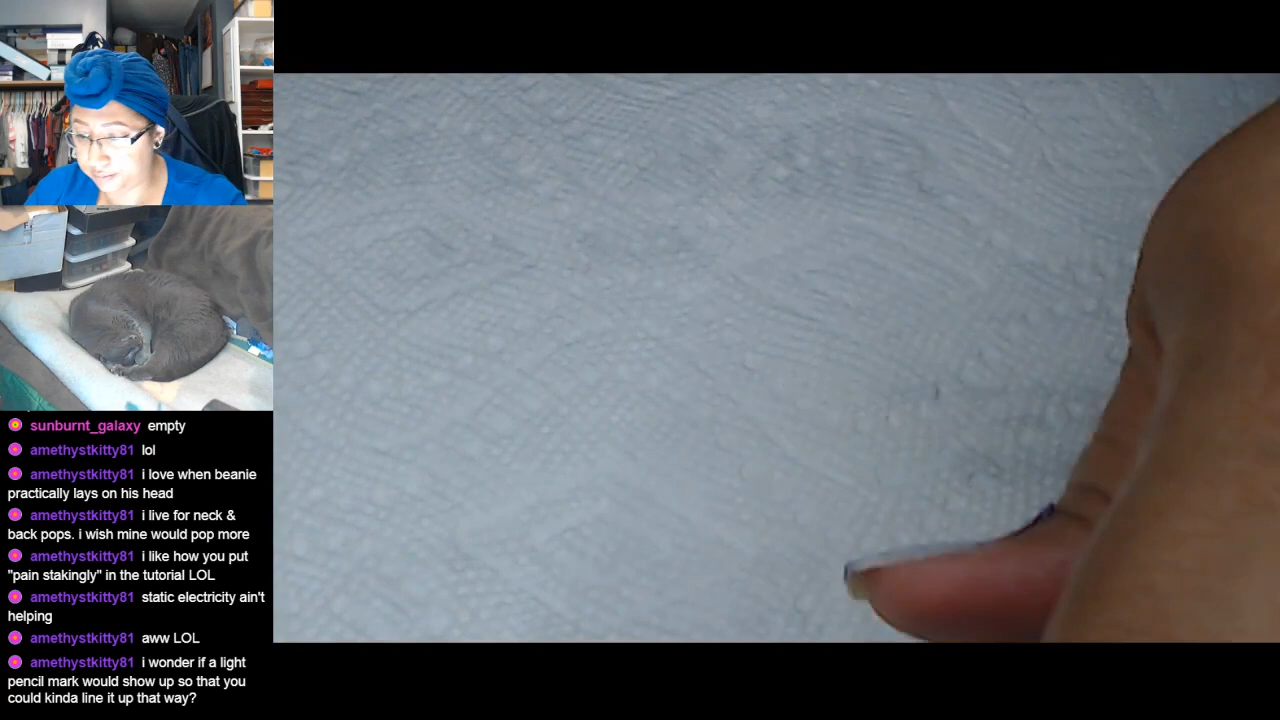 sunburnt_galaxy empty
amethystkitty81 lol
amethystkitty81 i love when beanie
practically lays on his head
amethystkitty81 i live for neck &
back pops. i wish mine would pop more
amethystkitty81 i like how you put
"pain stakingly" in the tutorial LOL
amethystkitty81 static electricity ain't
helping
amethystkitty81 aww LOL
amethystkitty81 i wonder if a light
pencil mark would show up so that you
could kinda line it up that way?